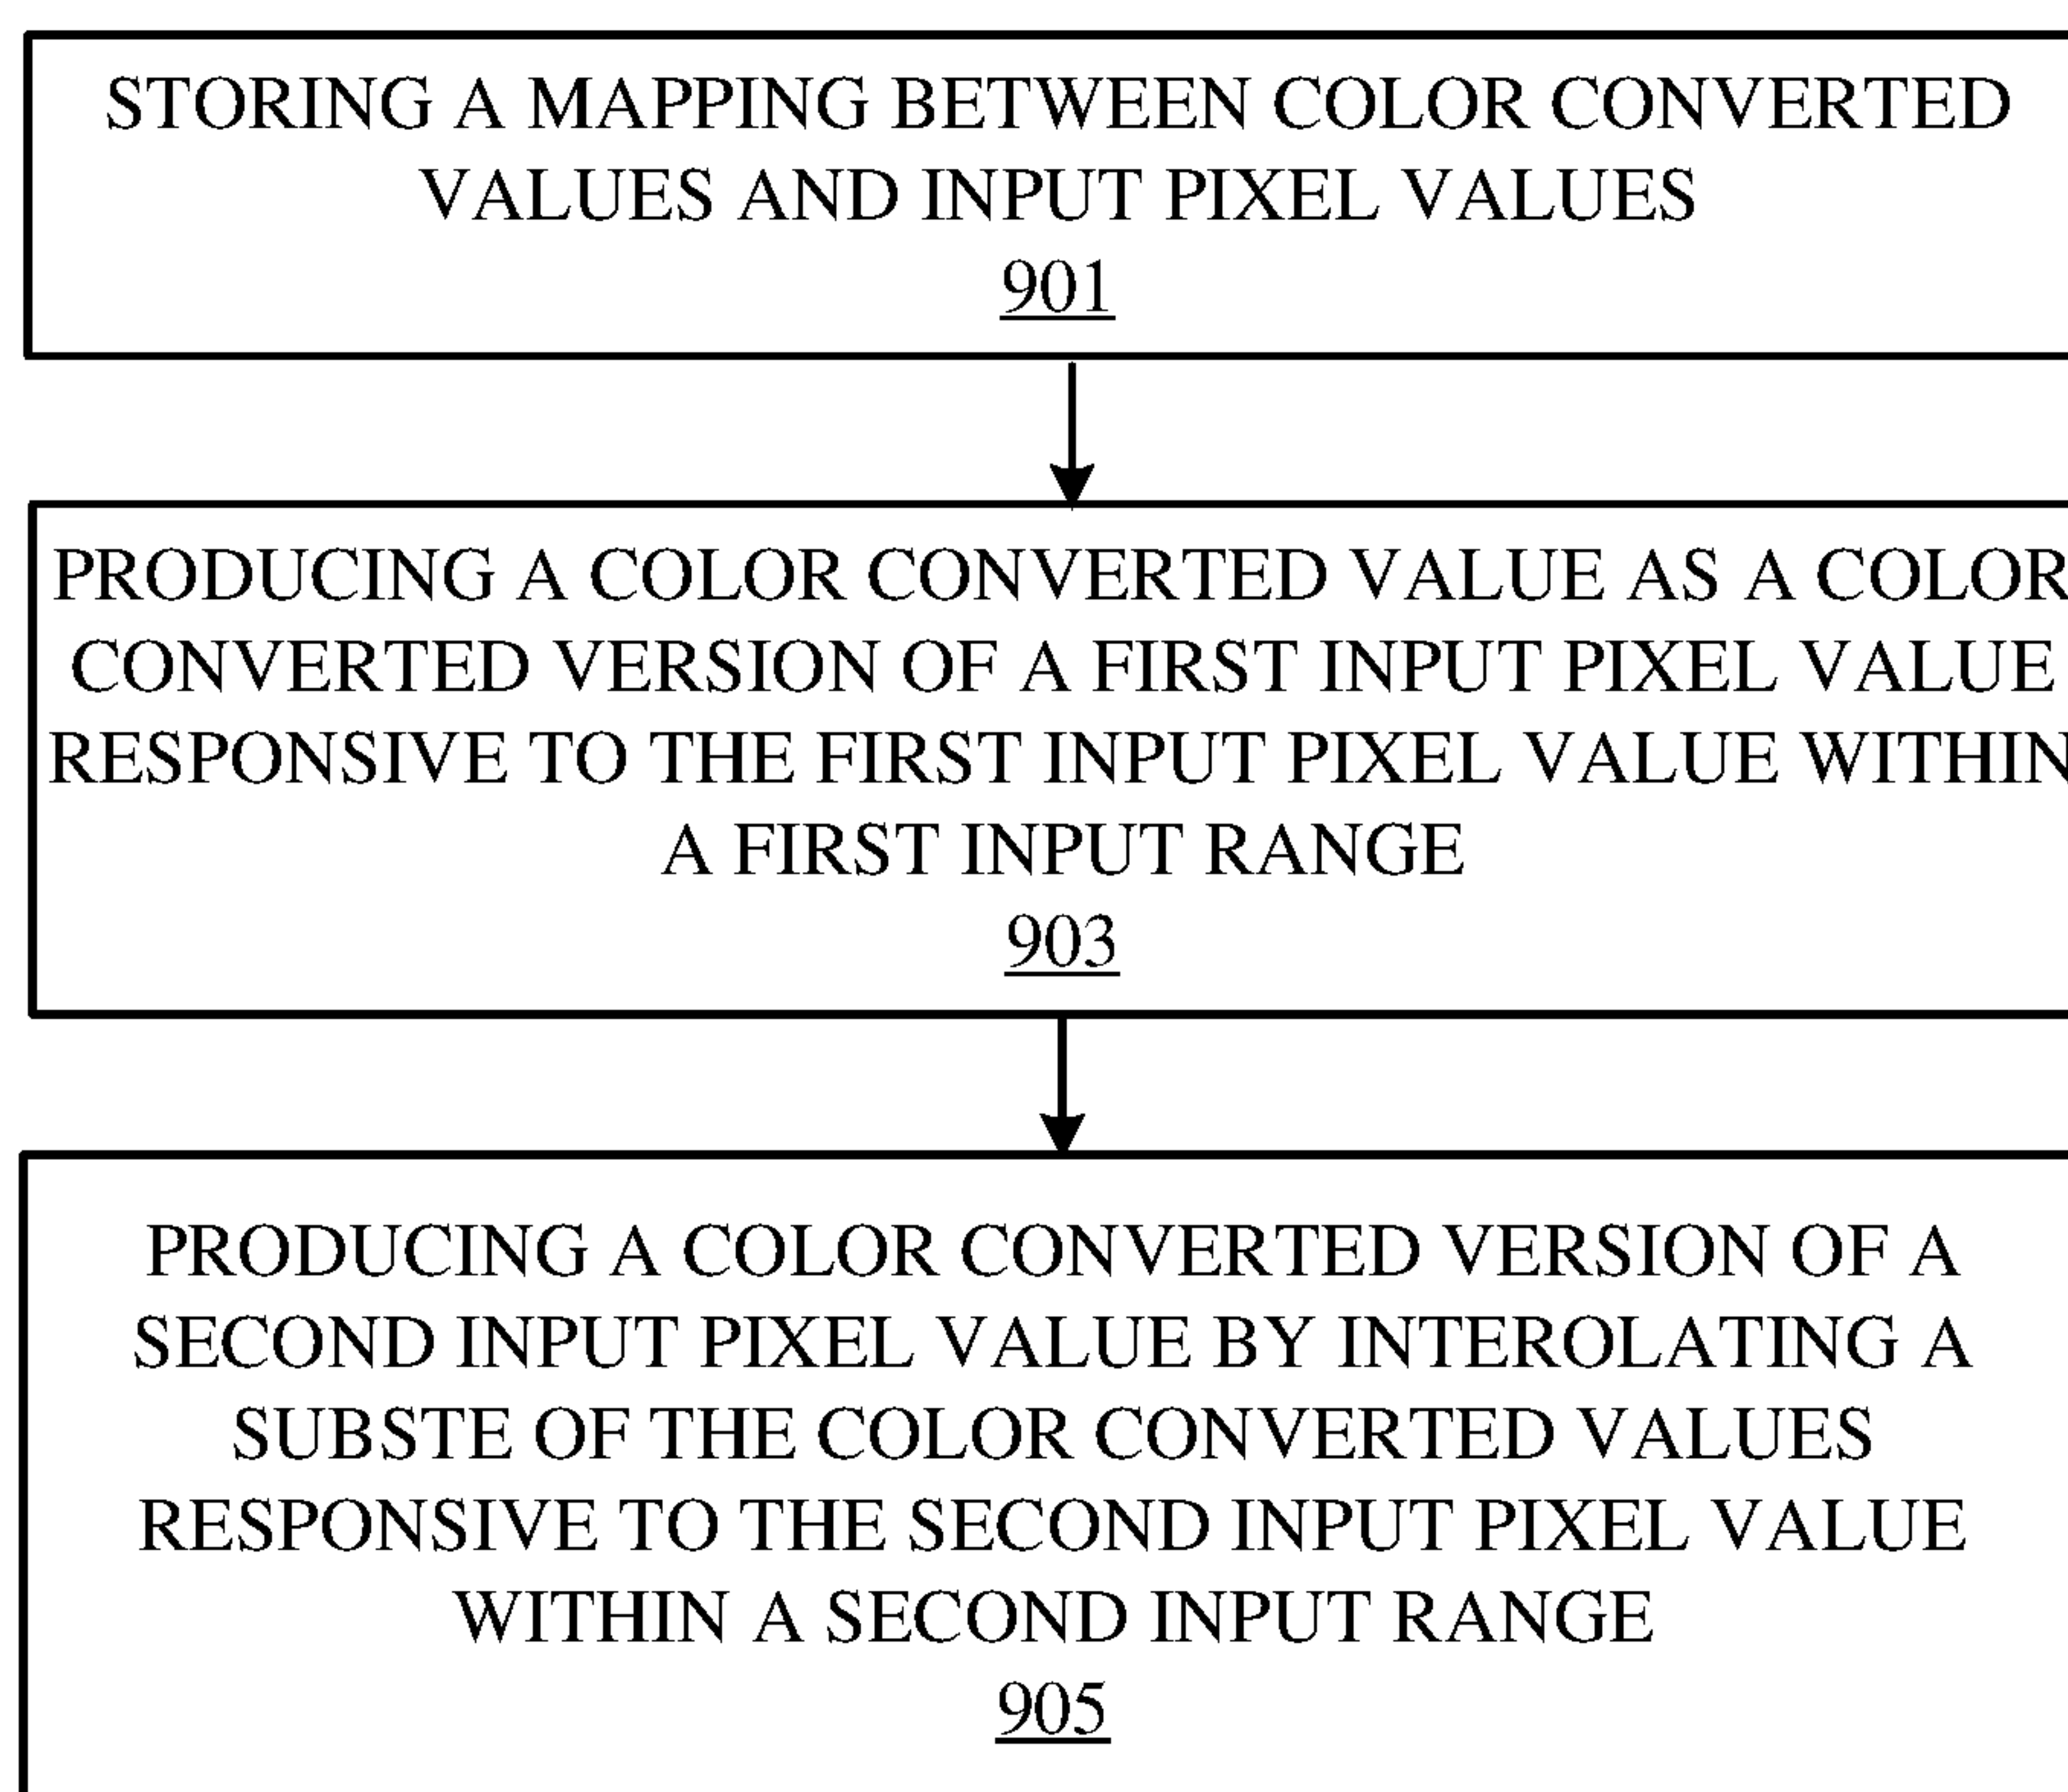 STORING A MAPPING BETWEEN COLOR CONVERTED
VALUES AND INPUT PIXEL VALUES
901
PRODUCING A COLOR CONVERTED VALUE AS A COLOR
CONVERTED VERSION OF A FIRST INPUT PIXEL VALUE
RESPONSIVE TO THE FIRST INPUT PIXEL VALUE WITHIN
A FIRST INPUT RANGE
903
PRODUCING A COLOR CONVERTED VERSION OF A
SECOND INPUT PIXEL VALUE BY INTEROLATING A
SUBSTE OF THE COLOR CONVERTED VALUES
RESPONSIVE TO THE SECOND INPUT PIXEL VALUE
WITHIN A SECOND INPUT RANGE
905